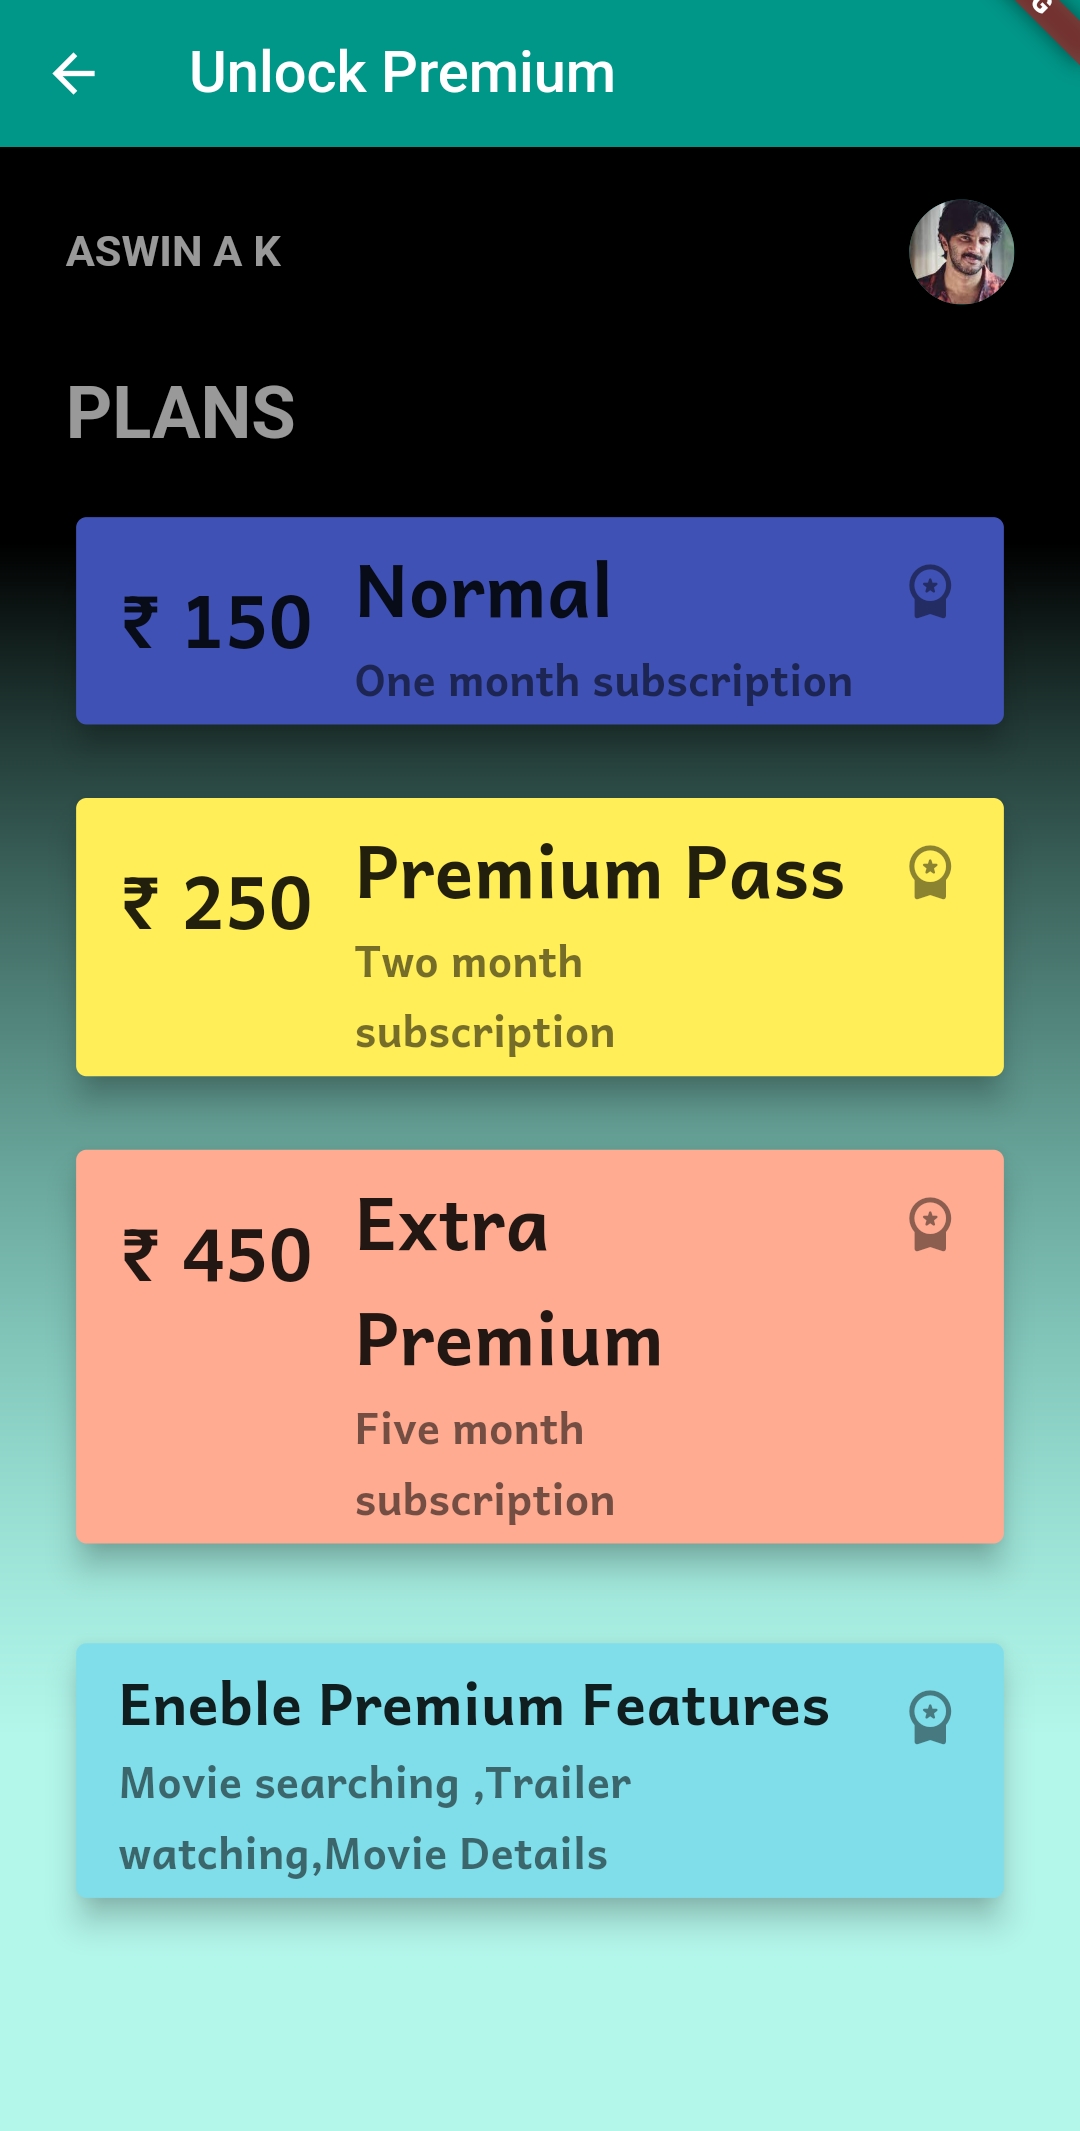 Unlock Premium
G
ASWIN A K
PLANS
₹ 150
Normal
One month subscription
₹ 250
Premium Pass
Two month
subscription
₹ 450
Extra
Premium
Five month
subscription
Eneble Premium Features
Movie searching ,Trailer
watching,Movie Details